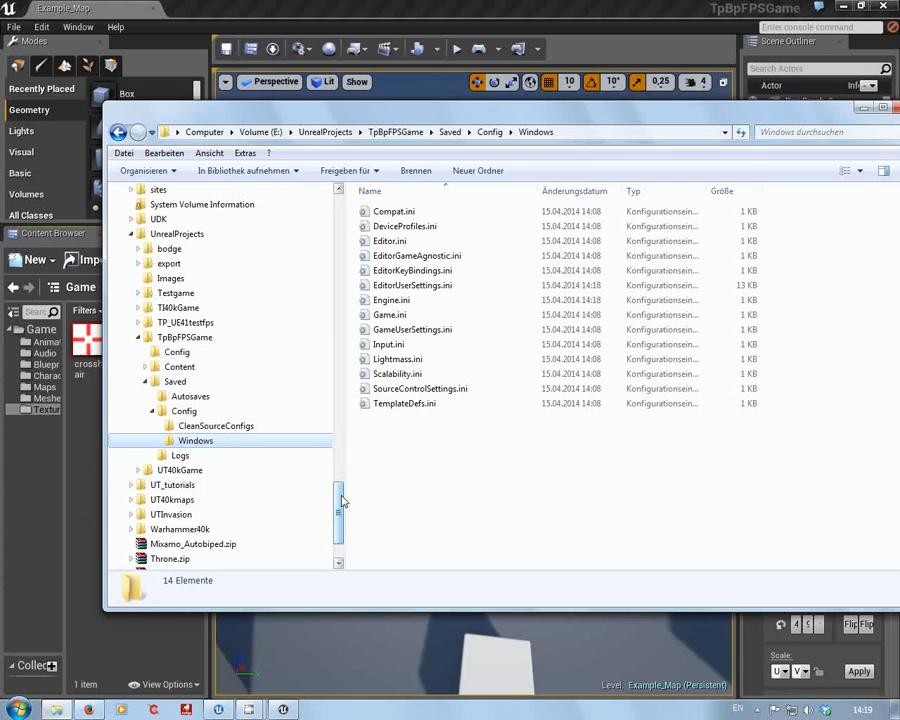 Example_Map
TpBpFPSGame
File Edit Window Help
Enter console command
Modes
Scene Outliner
Perspective Lit Show
10 10° 0,25 4
Recently Placed
Box
Search Actors
Geometry
Actor
Lights
Visual
Basic
Volumes
All Classes
Content Browser
New
Game
Filters
Game
Audio
Maps
1 item
View Options
Computer Volume (E:) UnrealProjects TpBpFPSGame Saved Config Windows
Windows durchsuchen
Datei Bearbeiten Ansicht Extras ?
Organisieren In Bibliothek aufnehmen Freigeben für Brennen Neuer Ordner
sites
System Volume Information
UDK
UnrealProjects
bodge
export
Images
Testgame
TI40kGame
TP_UE41testfps
TpBpFPSGame
Config
Content
Saved
Autosaves
Config
CleanSourceConfigs
Windows
Logs
UT40kGame
UT_tutorials
UT40kmaps
UTInvasion
Warhammer40k
Mixamo_Autobiped.zip
Throne.zip
Name Änderungsdatum Typ Größe
Compat.ini 15.04.2014 14:08 Konfigurationsein... 1 KB
DeviceProfiles.ini 15.04.2014 14:08 Konfigurationsein... 1 KB
Editor.ini 15.04.2014 14:08 Konfigurationsein... 1 KB
EditorGameAgnostic.ini 15.04.2014 14:08 Konfigurationsein... 1 KB
EditorKeyBindings.ini 15.04.2014 14:08 Konfigurationsein... 1 KB
EditorUserSettings.ini 15.04.2014 14:18 Konfigurationsein... 13 KB
Engine.ini 15.04.2014 14:18 Konfigurationsein... 1 KB
Game.ini 15.04.2014 14:08 Konfigurationsein... 1 KB
GameUserSettings.ini 15.04.2014 14:08 Konfigurationsein... 1 KB
Input.ini 15.04.2014 14:08 Konfigurationsein... 1 KB
Lightmass.ini 15.04.2014 14:08 Konfigurationsein... 1 KB
Scalability.ini 15.04.2014 14:08 Konfigurationsein... 1 KB
SourceControlSettings.ini 15.04.2014 14:08 Konfigurationsein... 1 KB
TemplateDefs.ini 15.04.2014 14:08 Konfigurationsein... 1 KB
14 Elemente
Scale:
U V Apply
Level: Example_Map (Persistent)
EN 14:19